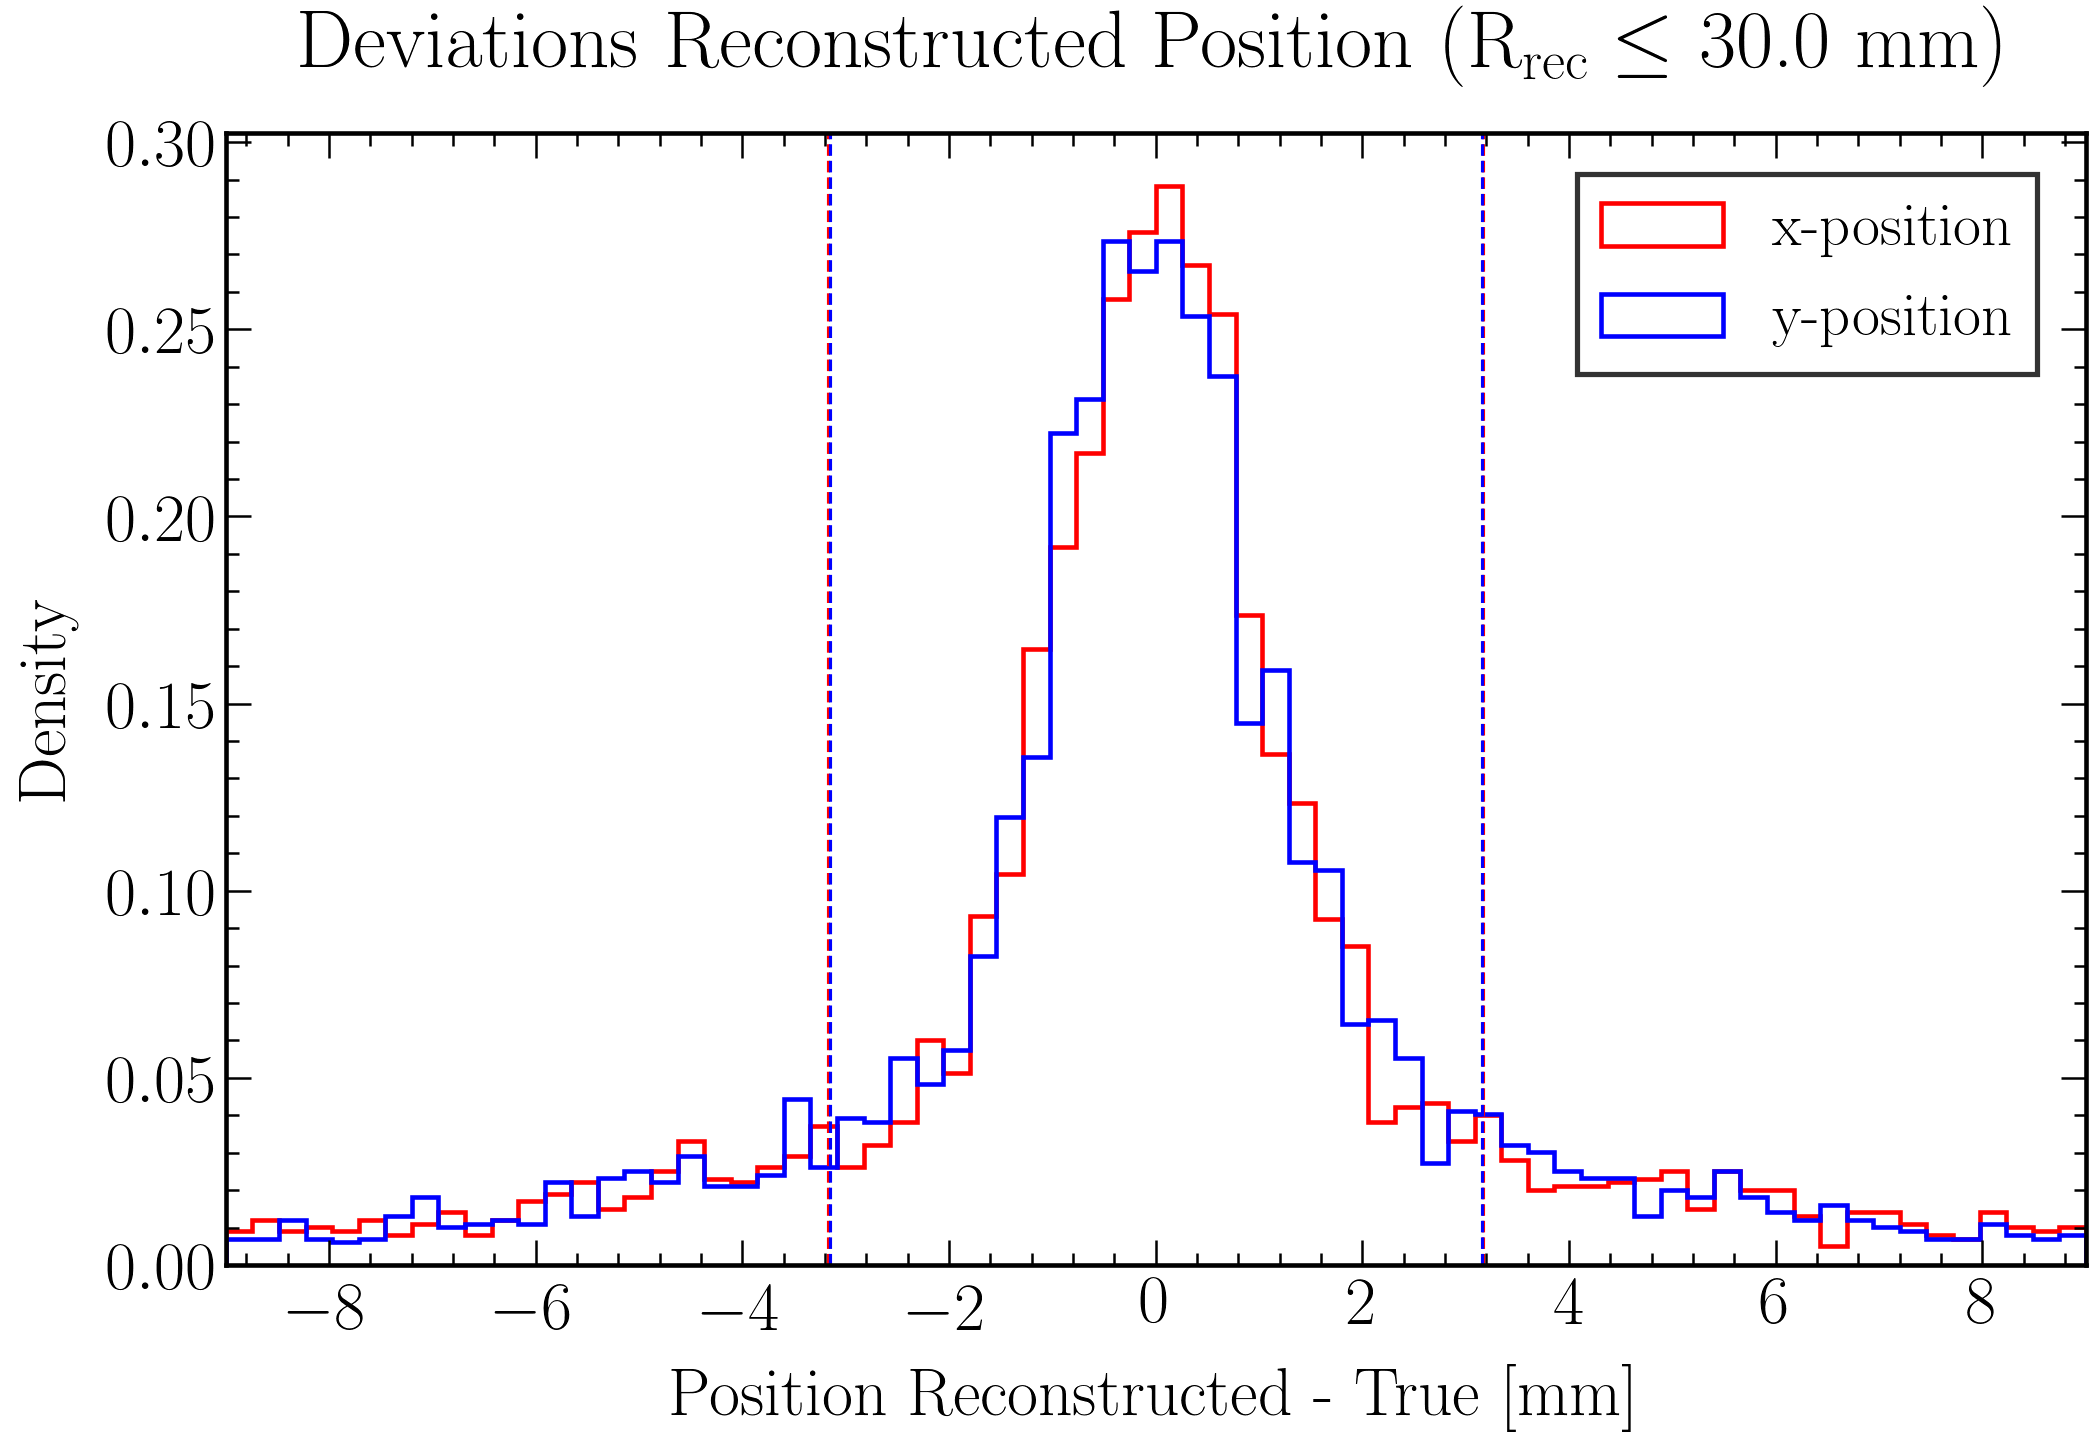 Deviations Reconstructed Position (R_rec ≤ 30.0 mm)
0.30
0.25
0.20
0.15
0.10
0.05
0.00
Density
x-position
y-position
−8 −6 −4 −2 0 2 4 6 8
Position Reconstructed - True [mm]